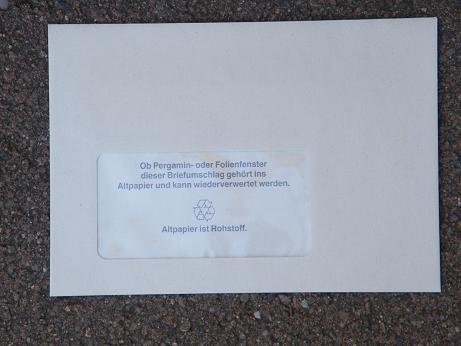 Ob Pergamin- oder Folienfenster
dieser Briefumschlag gehört ins
Altpapier und kann wiederverwertet werden.
Altpapier ist Rohstoff.